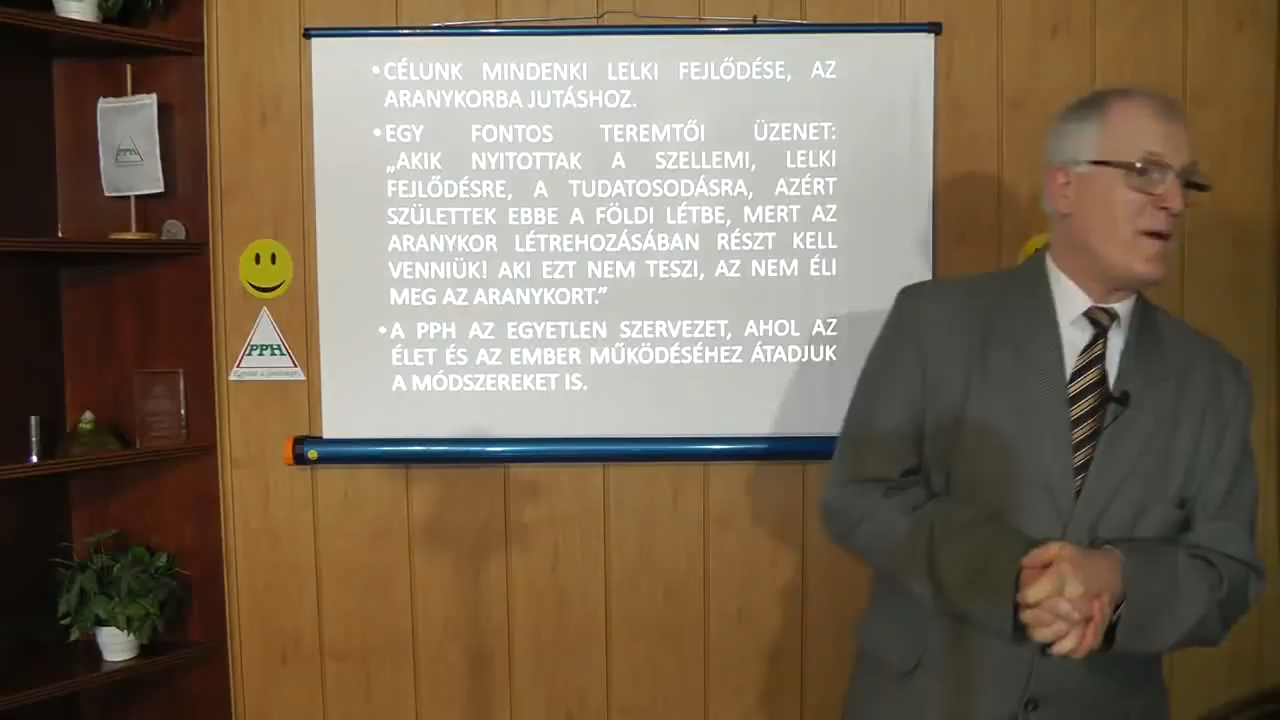 •CÉLUNK MINDENKI LELKI FEJLŐDÉSE, AZ
ARANYKORBA JUTÁSHOZ.
•EGY FONTOS TEREMTŐI ÜZENET:
„AKIK NYITOTTAK A SZELLEMI, LELKI
FEJLŐDÉSRE, A TUDATOSODÁSRA, AZÉRT
SZÜLETTEK EBBE A FÖLDI LÉTBE, MERT AZ
ARANYKOR LÉTREHOZÁSÁBAN RÉSZT KELL
VENNIÜK! AKI EZT NEM TESZI, AZ NEM ÉLI
MEG AZ ARANYKORT.”
•A PPH AZ EGYETLEN SZERVEZET, AHOL AZ
ÉLET ÉS AZ EMBER MŰKÖDÉSÉHEZ ÁTADJUK
A MÓDSZEREKET IS.
PPH
PPH